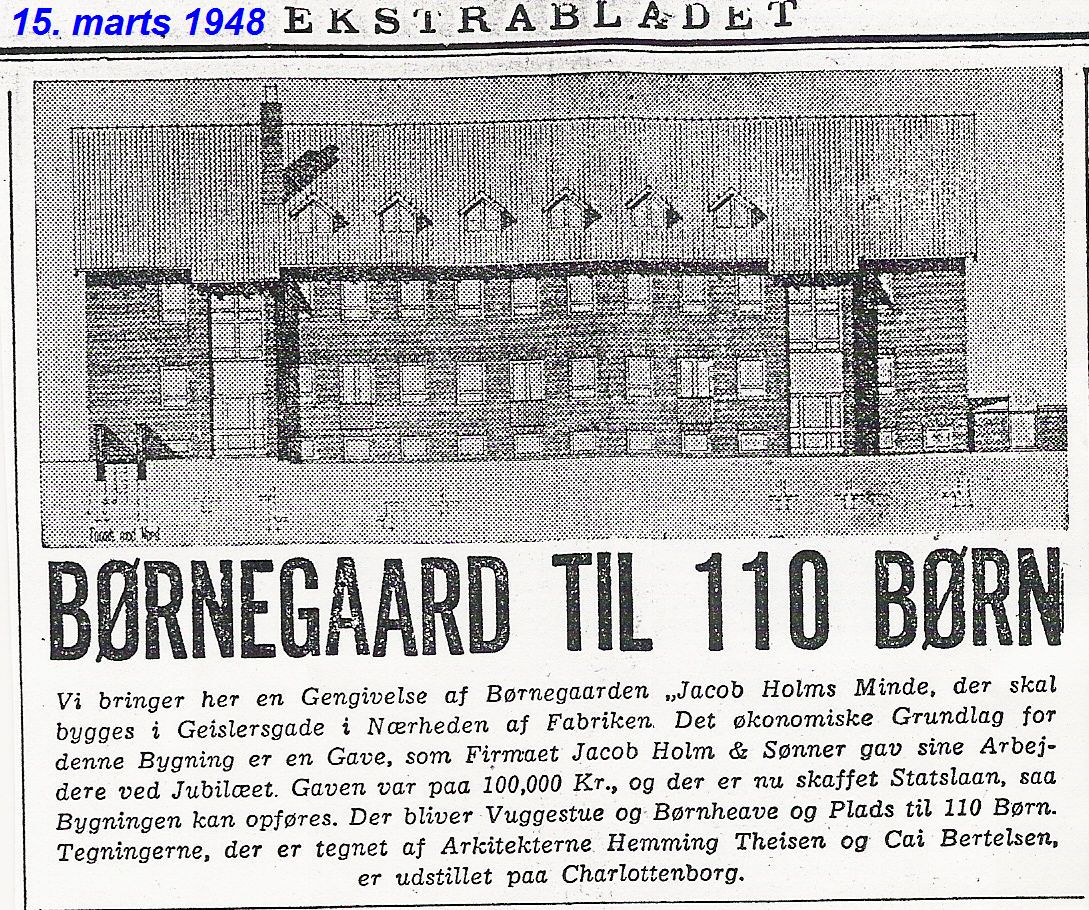 15. marts 1948 EKSTRABLADET
Facade mod Nord
BØRNEGAARD TIL 110 BØRN
Vi bringer her en Gengivelse af Børnegaarden „Jacob Holms Minde, der skal
bygges i Geislersgade i Nærheden af Fabriken. Det økonomiske Grundlag for
denne Bygning er en Gave, som Firmaet Jacob Holm & Sønner gav sine Arbej-
dere ved Jubilæet. Gaven var paa 100,000 Kr., og der er nu skaffet Statslaan, saa
Bygningen kan opføres. Der bliver Vuggestue og Børnheave og Plads til 110 Børn.
Tegningerne, der er tegnet af Arkitekterne Hemming Theisen og Cai Bertelsen,
er udstillet paa Charlottenborg.